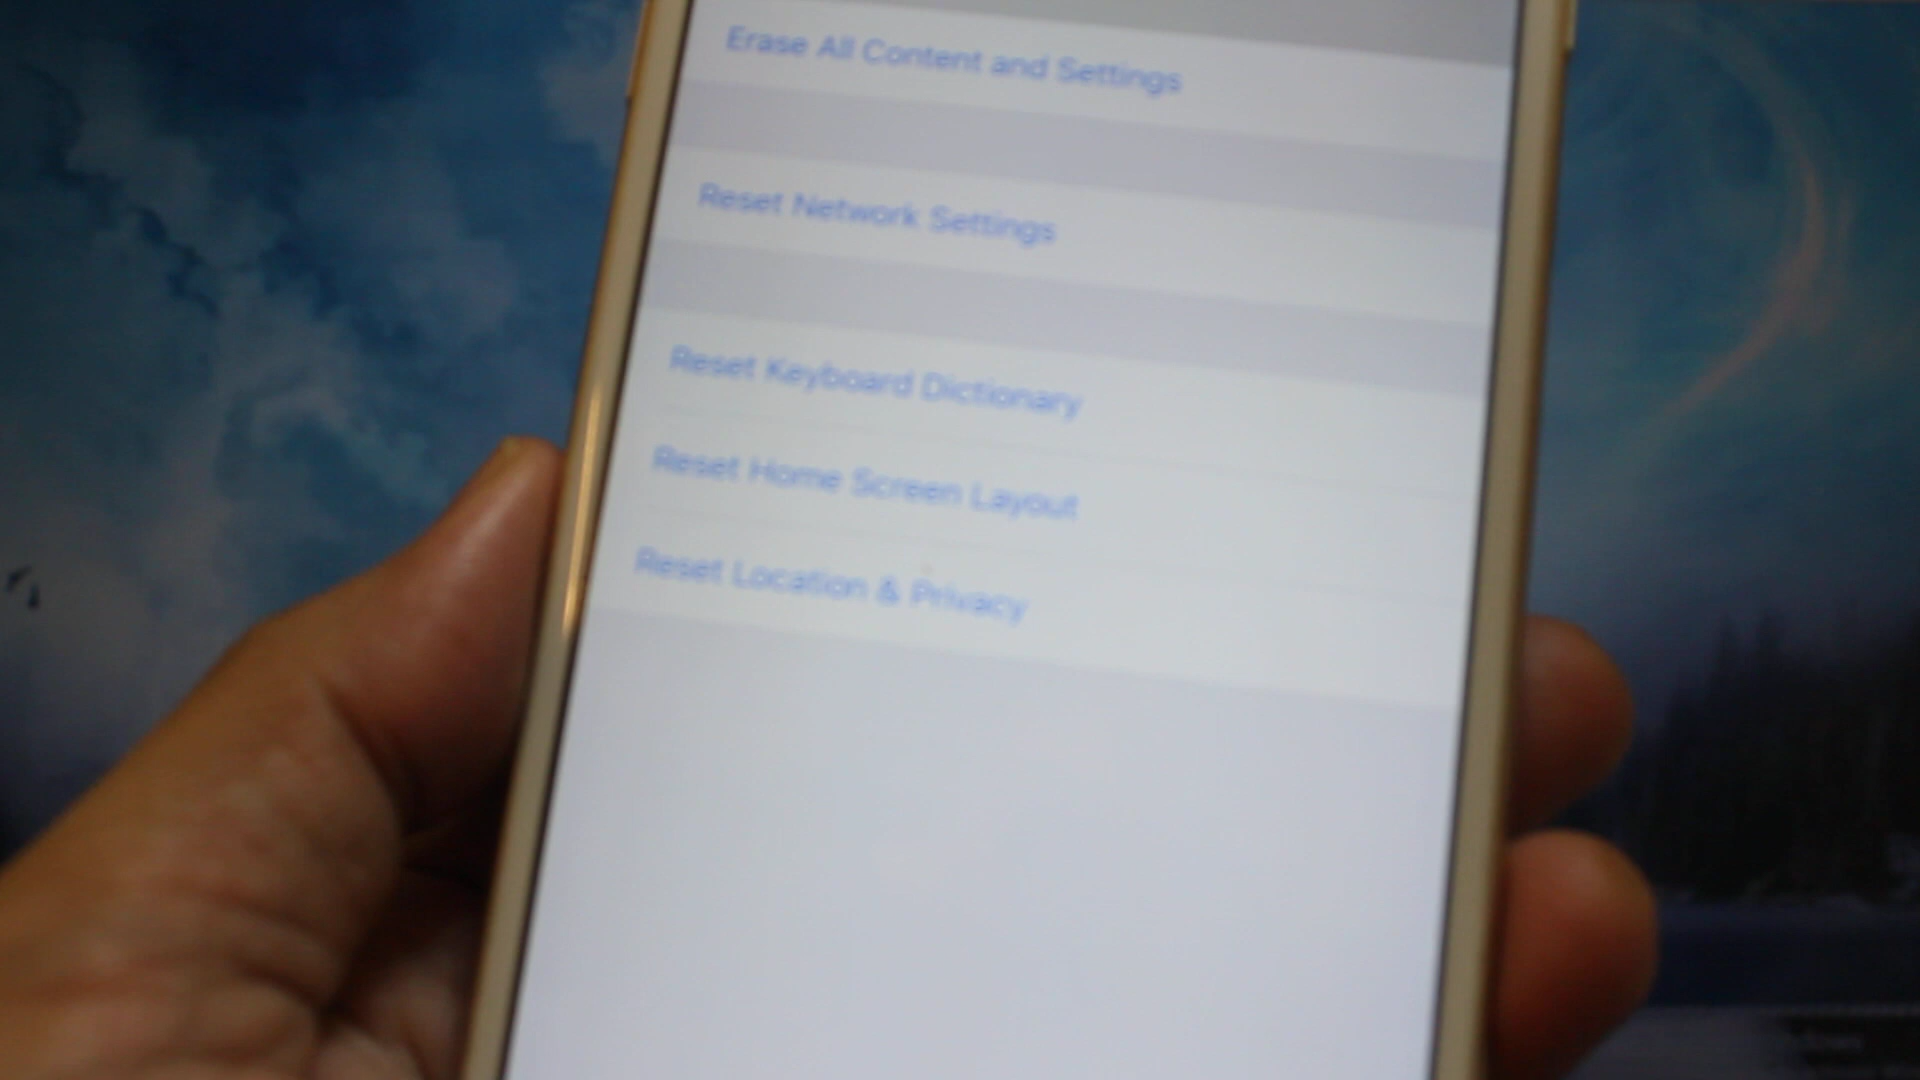 Erase All Content and Settings
Reset Network Settings
Reset Keyboard Dictionary
Reset Home Screen Layout
Reset Location & Privacy